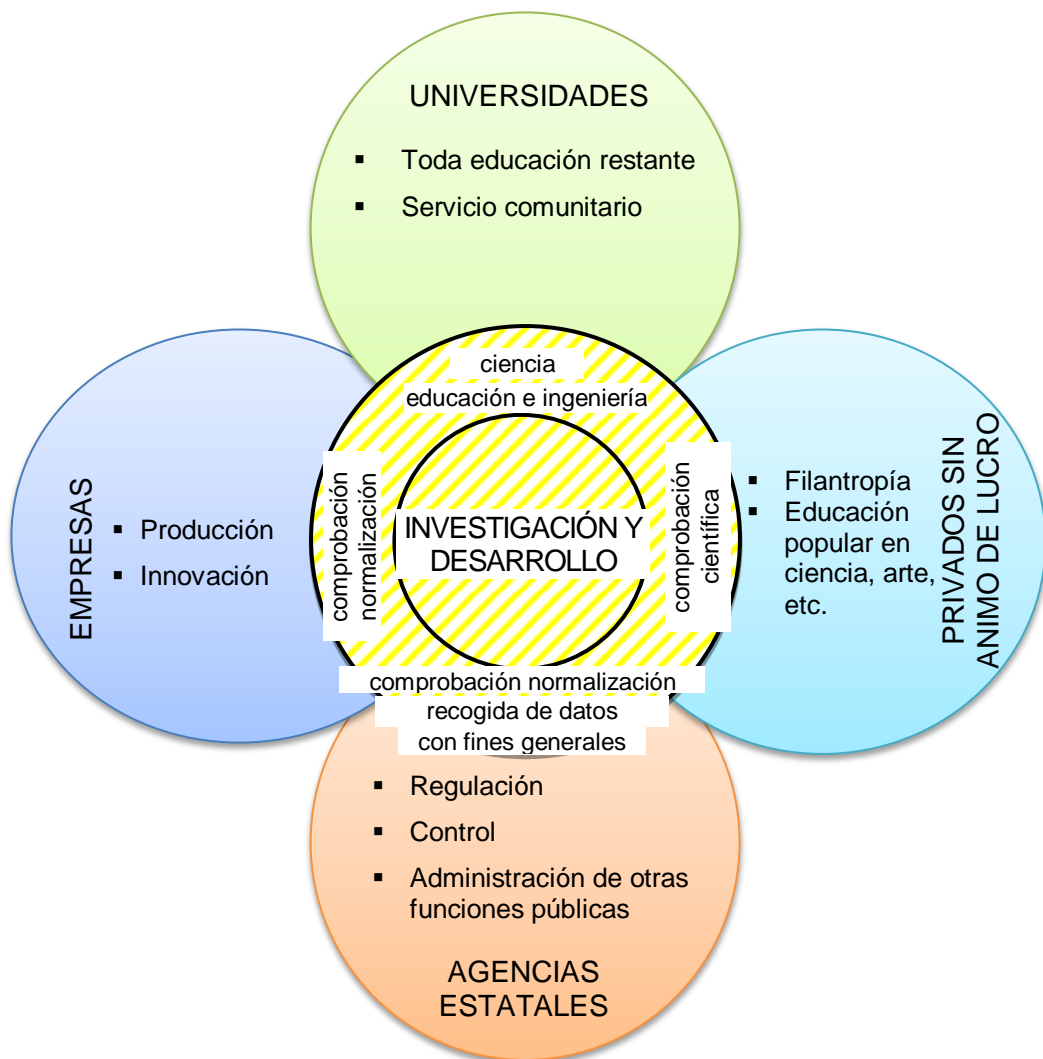 UNIVERSIDADES
▪ Toda educación restante
▪ Servicio comunitario
ciencia
educación e ingeniería
EMPRESAS
▪ Producción
▪ Innovación
comprobación
normalización
INVESTIGACIÓN Y
DESARROLLO
comprobación
científica
▪ Filantropía
▪ Educación
popular en
ciencia, arte,
etc.
PRIVADOS SIN
ANIMO DE LUCRO
comprobación normalización
recogida de datos
con fines generales
▪ Regulación
▪ Control
▪ Administración de otras
funciones públicas
AGENCIAS
ESTATALES